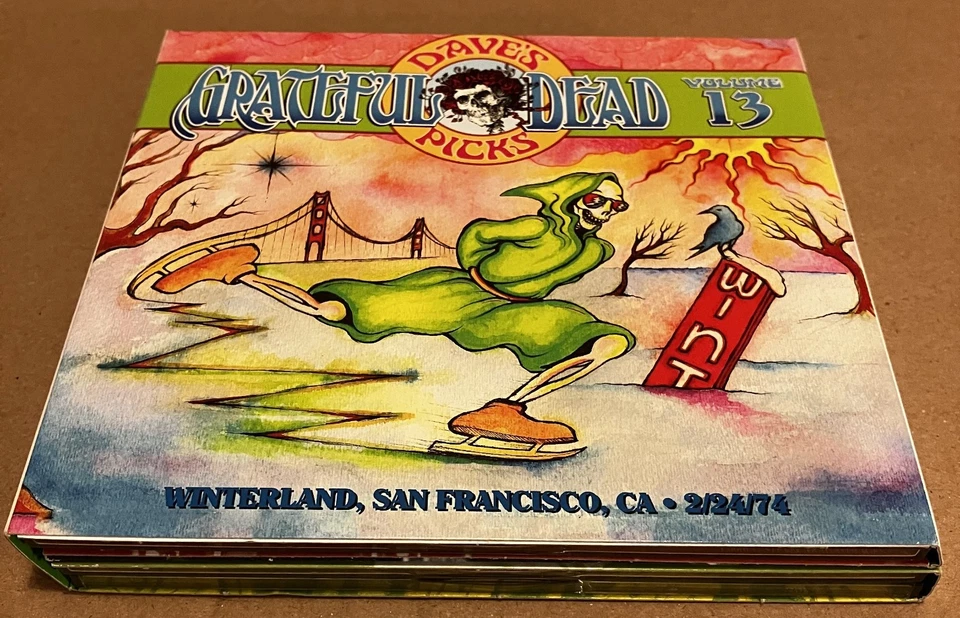 DAVE'S
GRATEFUL DEAD
VOLUME
13
PICKS
WINT
WINTERLAND, SAN FRANCISCO, CA • 2/24/74